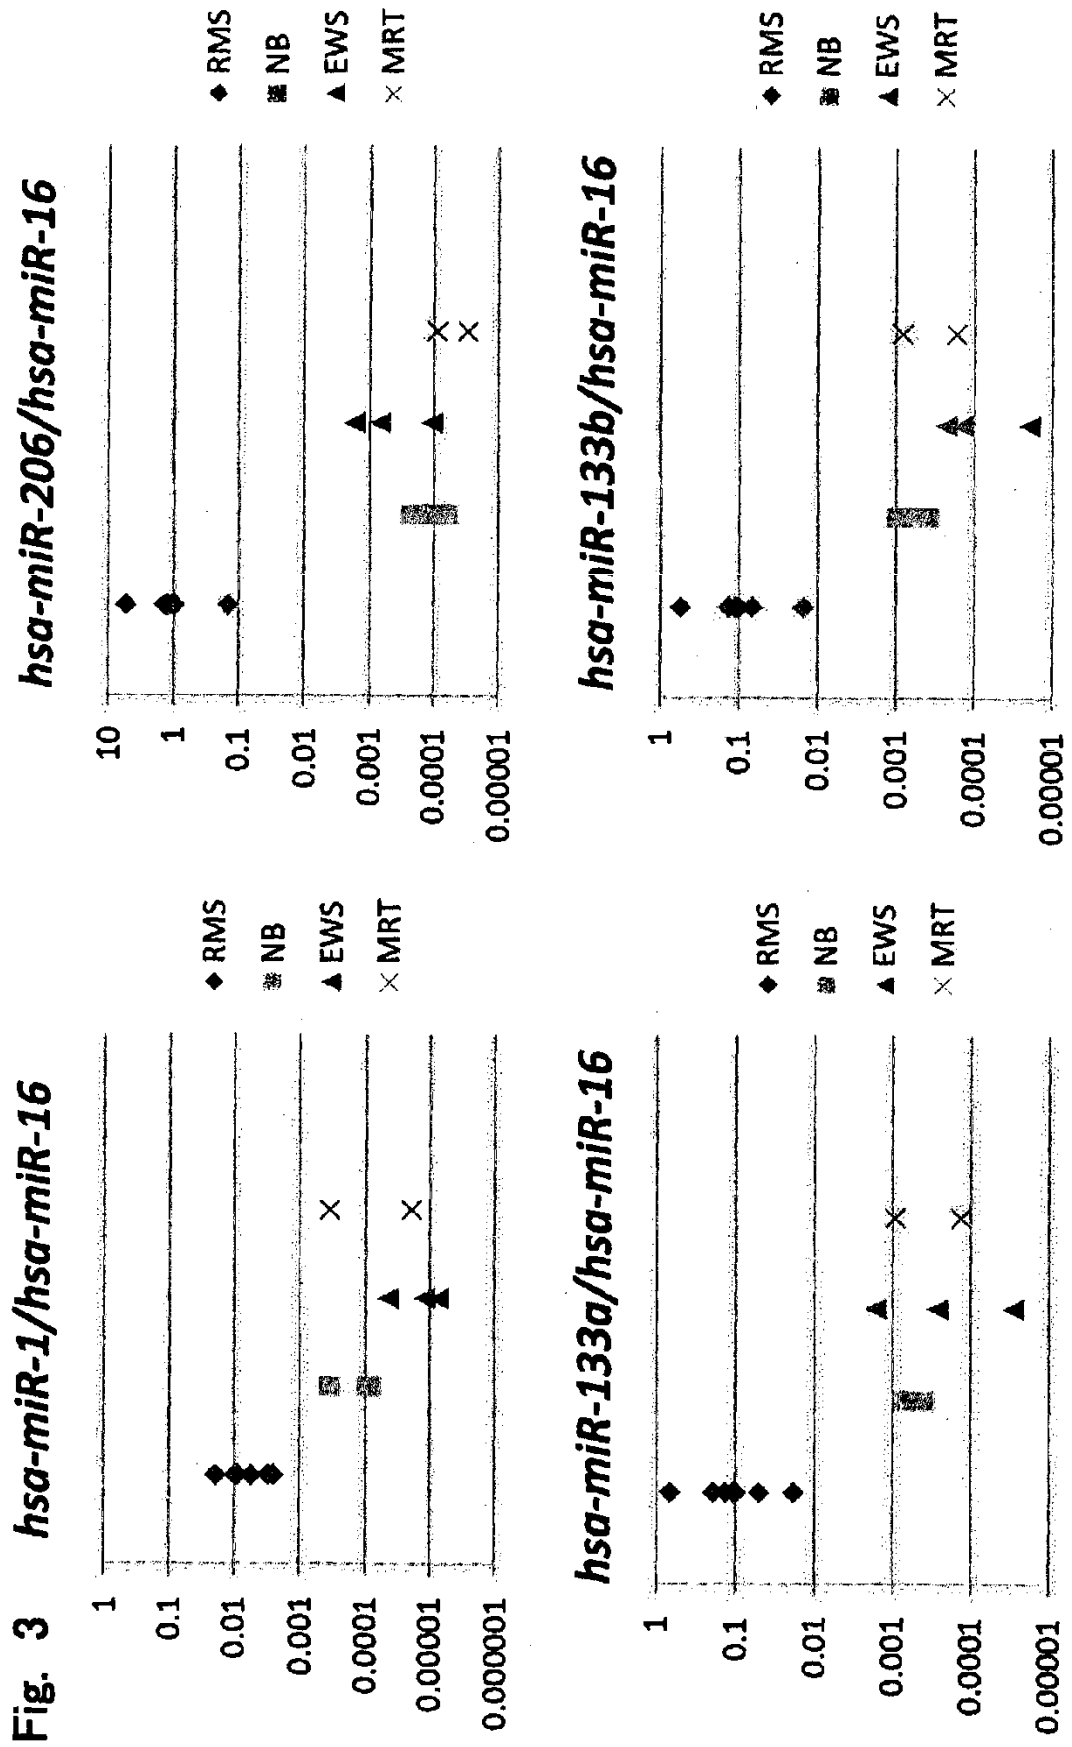 Fig. 3
hsa-miR-1/hsa-miR-16
1
0.1
0.01
0.001
0.0001
0.00001
0.000001
RMS
NB
EWS
MRT
hsa-miR-206/hsa-miR-16
10
1
0.1
0.01
0.001
0.0001
0.00001
RMS
NB
EWS
MRT
hsa-miR-133a/hsa-miR-16
1
0.1
0.01
0.001
0.0001
0.00001
RMS
NB
EWS
MRT
hsa-miR-133b/hsa-miR-16
1
0.1
0.01
0.001
0.0001
0.00001
RMS
NB
EWS
MRT